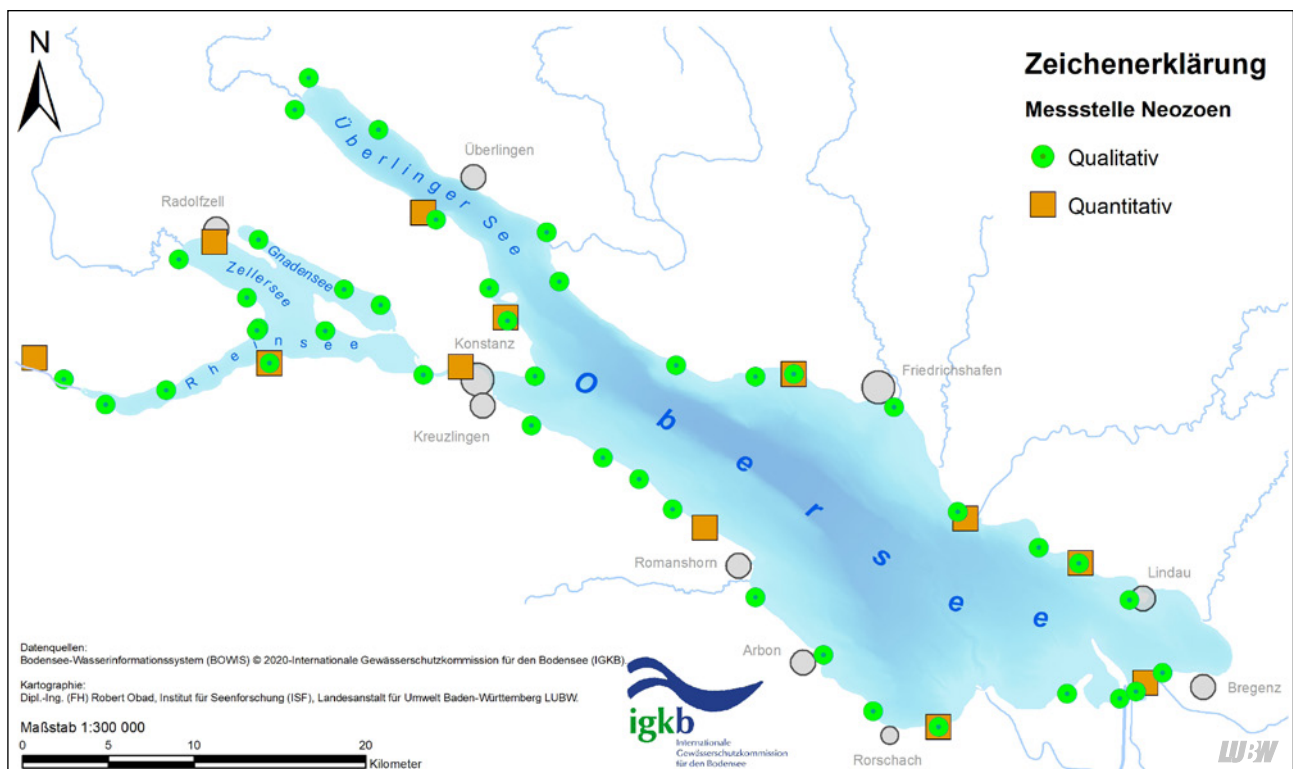 N
Zeichenerklärung
Messstelle Neozoen
Qualitativ
Quantitativ
Überlinger See
Überlingen
Radolfzell
Gnadensee
Zellersee
Rheinsee
Konstanz
Kreuzlingen
Obersee
Friedrichshafen
Romanshorn
Lindau
Arbon
Bregenz
Rorschach
Datenquellen:
Bodensee-Wasserinformationssystem (BOWIS) © 2020-Internationale Gewässerschutzkommission für den Bodensee (IGKB).
Kartographie:
Dipl.-Ing. (FH) Robert Obad, Institut für Seenforschung (ISF), Landesanstalt für Umwelt Baden-Württemberg LUBW.
Maßstab 1:300 000
0 5 10 20
Kilometer
igkb
Internationale
Gewässerschutzkommission
für den Bodensee
LUBW